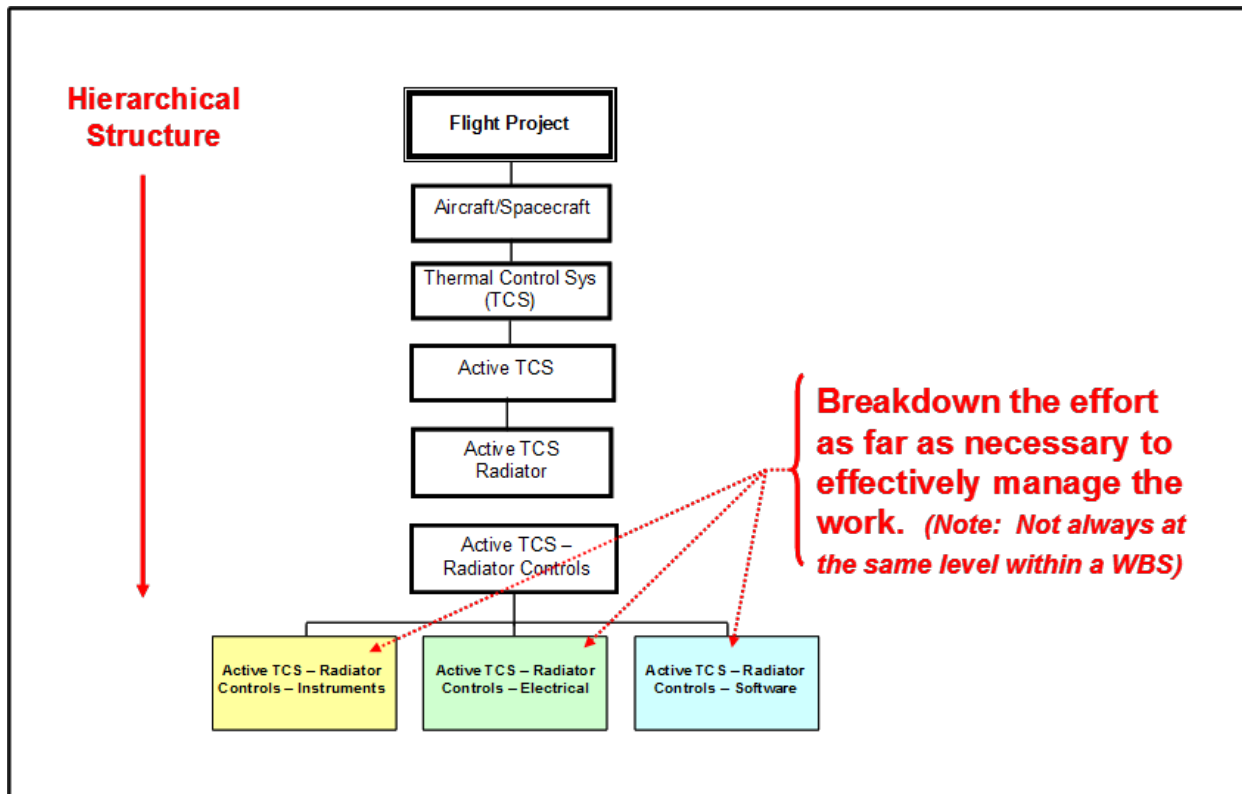 Hierarchical
Structure
Flight Project
Aircraft/Spacecraft
Thermal Control Sys
(TCS)
Active TCS
Active TCS
Radiator
Active TCS –
Radiator Controls
Active TCS – Radiator
Controls – Instruments
Active TCS – Radiator
Controls – Electrical
Active TCS – Radiator
Controls – Software
Breakdown the effort
as far as necessary to
effectively manage the
work. (Note: Not always at
the same level within a WBS)